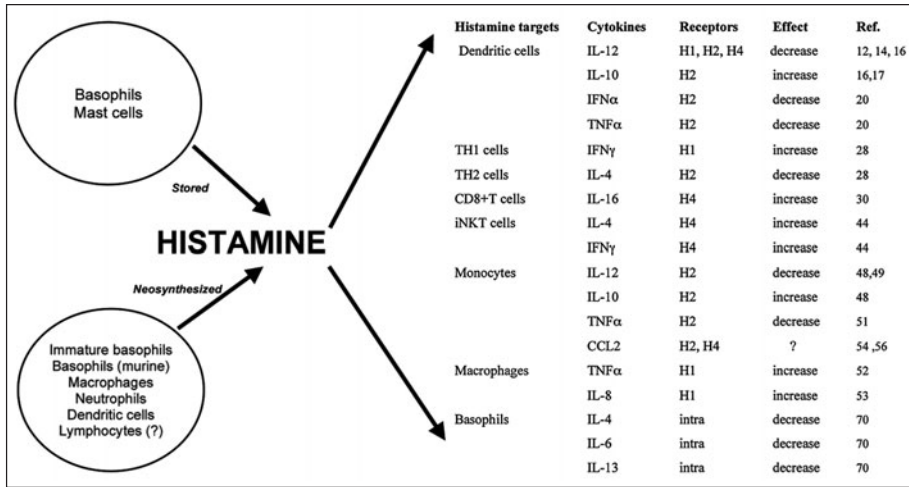 Basophils
Mast cells
Stored
HISTAMINE
Neosynthesized
Immature basophils
Basophils (murine)
Macrophages
Neutrophils
Dendritic cells
Lymphocytes (?)
Histamine targets Cytokines Receptors Effect Ref.
Dendritic cells IL-12 H1, H2, H4 decrease 12, 14, 16
IL-10 H2 increase 16,17
IFNα H2 decrease 20
TNFα H2 decrease 20
TH1 cells IFNγ H1 increase 28
TH2 cells IL-4 H2 decrease 28
CD8+T cells IL-16 H4 increase 30
iNKT cells IL-4 H4 increase 44
IFNγ H4 increase 44
Monocytes IL-12 H2 decrease 48,49
IL-10 H2 increase 48
TNFα H2 decrease 51
CCL2 H2, H4 ? 54 ,56
Macrophages TNFα H1 increase 52
IL-8 H1 increase 53
Basophils IL-4 intra decrease 70
IL-6 intra decrease 70
IL-13 intra decrease 70